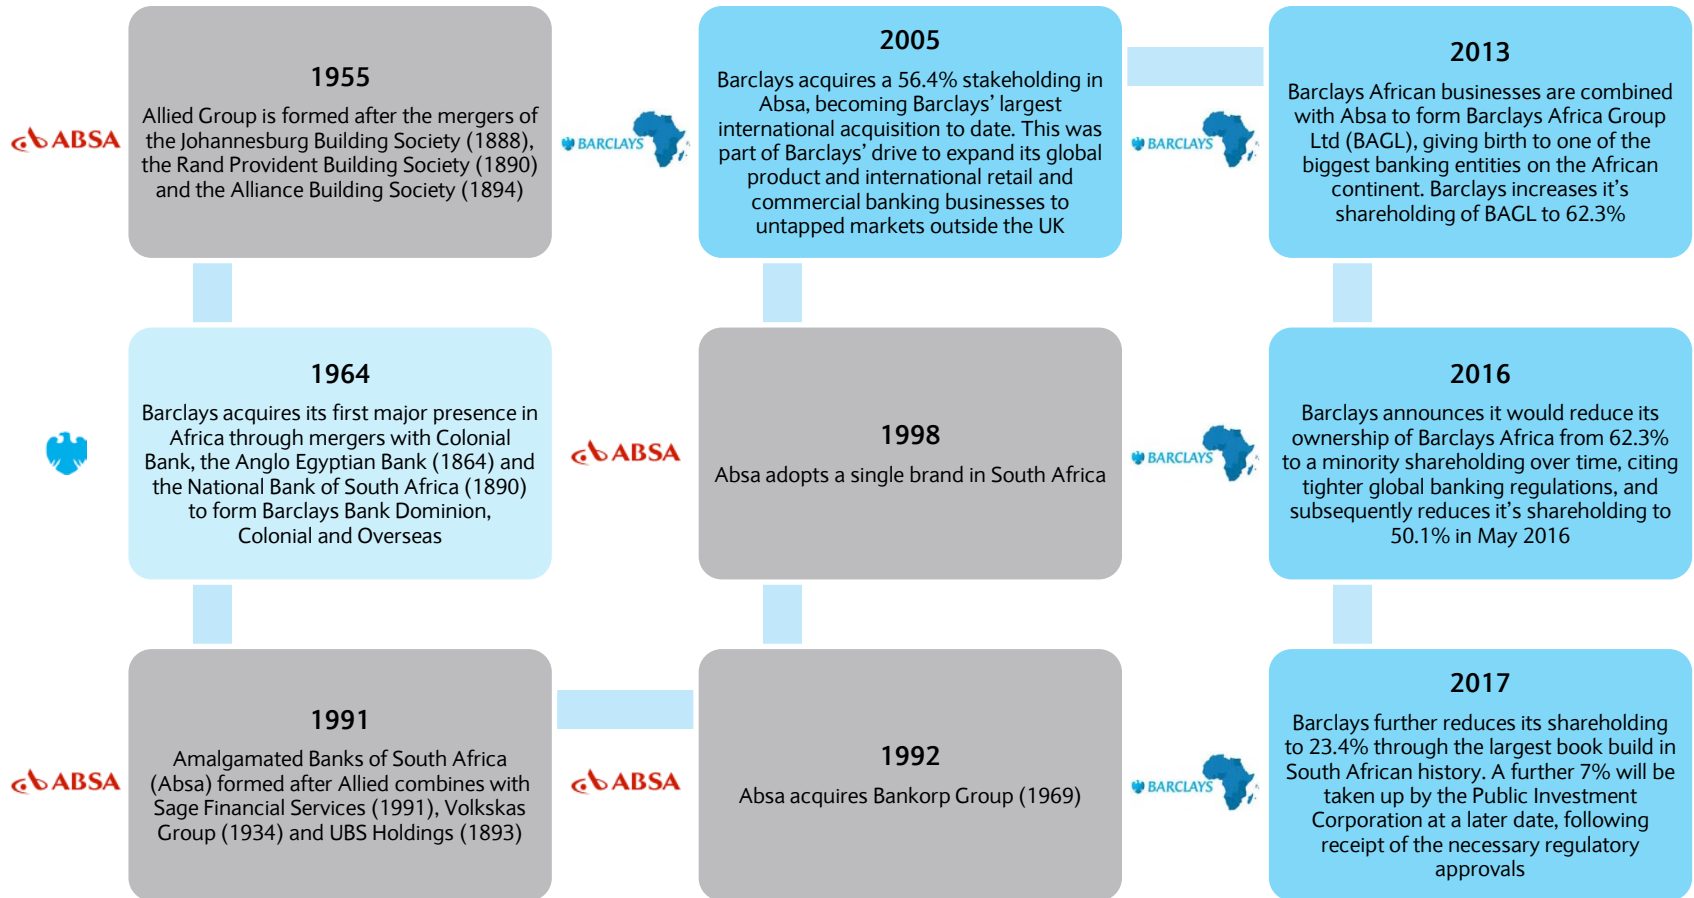 ABSA
1955
Allied Group is formed after the mergers of
the Johannesburg Building Society (1888),
the Rand Provident Building Society (1890)
and the Alliance Building Society (1894)
1964
Barclays acquires its first major presence in
Africa through mergers with Colonial
Bank, the Anglo Egyptian Bank (1864) and
the National Bank of South Africa (1890)
to form Barclays Bank Dominion,
Colonial and Overseas
ABSA
1991
Amalgamated Banks of South Africa
(Absa) formed after Allied combines with
Sage Financial Services (1991), Volkskas
Group (1934) and UBS Holdings (1893)
ABSA
1992
Absa acquires Bankorp Group (1969)
ABSA
1998
Absa adopts a single brand in South Africa
BARCLAYS
2005
Barclays acquires a 56.4% stakeholding in
Absa, becoming Barclays’ largest
international acquisition to date. This was
part of Barclays’ drive to expand its global
product and international retail and
commercial banking businesses to
untapped markets outside the UK
BARCLAYS
2013
Barclays African businesses are combined
with Absa to form Barclays Africa Group
Ltd (BAGL), giving birth to one of the
biggest banking entities on the African
continent. Barclays increases it’s
shareholding of BAGL to 62.3%
BARCLAYS
2016
Barclays announces it would reduce its
ownership of Barclays Africa from 62.3%
to a minority shareholding over time, citing
tighter global banking regulations, and
subsequently reduces it’s shareholding to
50.1% in May 2016
BARCLAYS
2017
Barclays further reduces its shareholding
to 23.4% through the largest book build in
South African history. A further 7% will be
taken up by the Public Investment
Corporation at a later date, following
receipt of the necessary regulatory
approvals